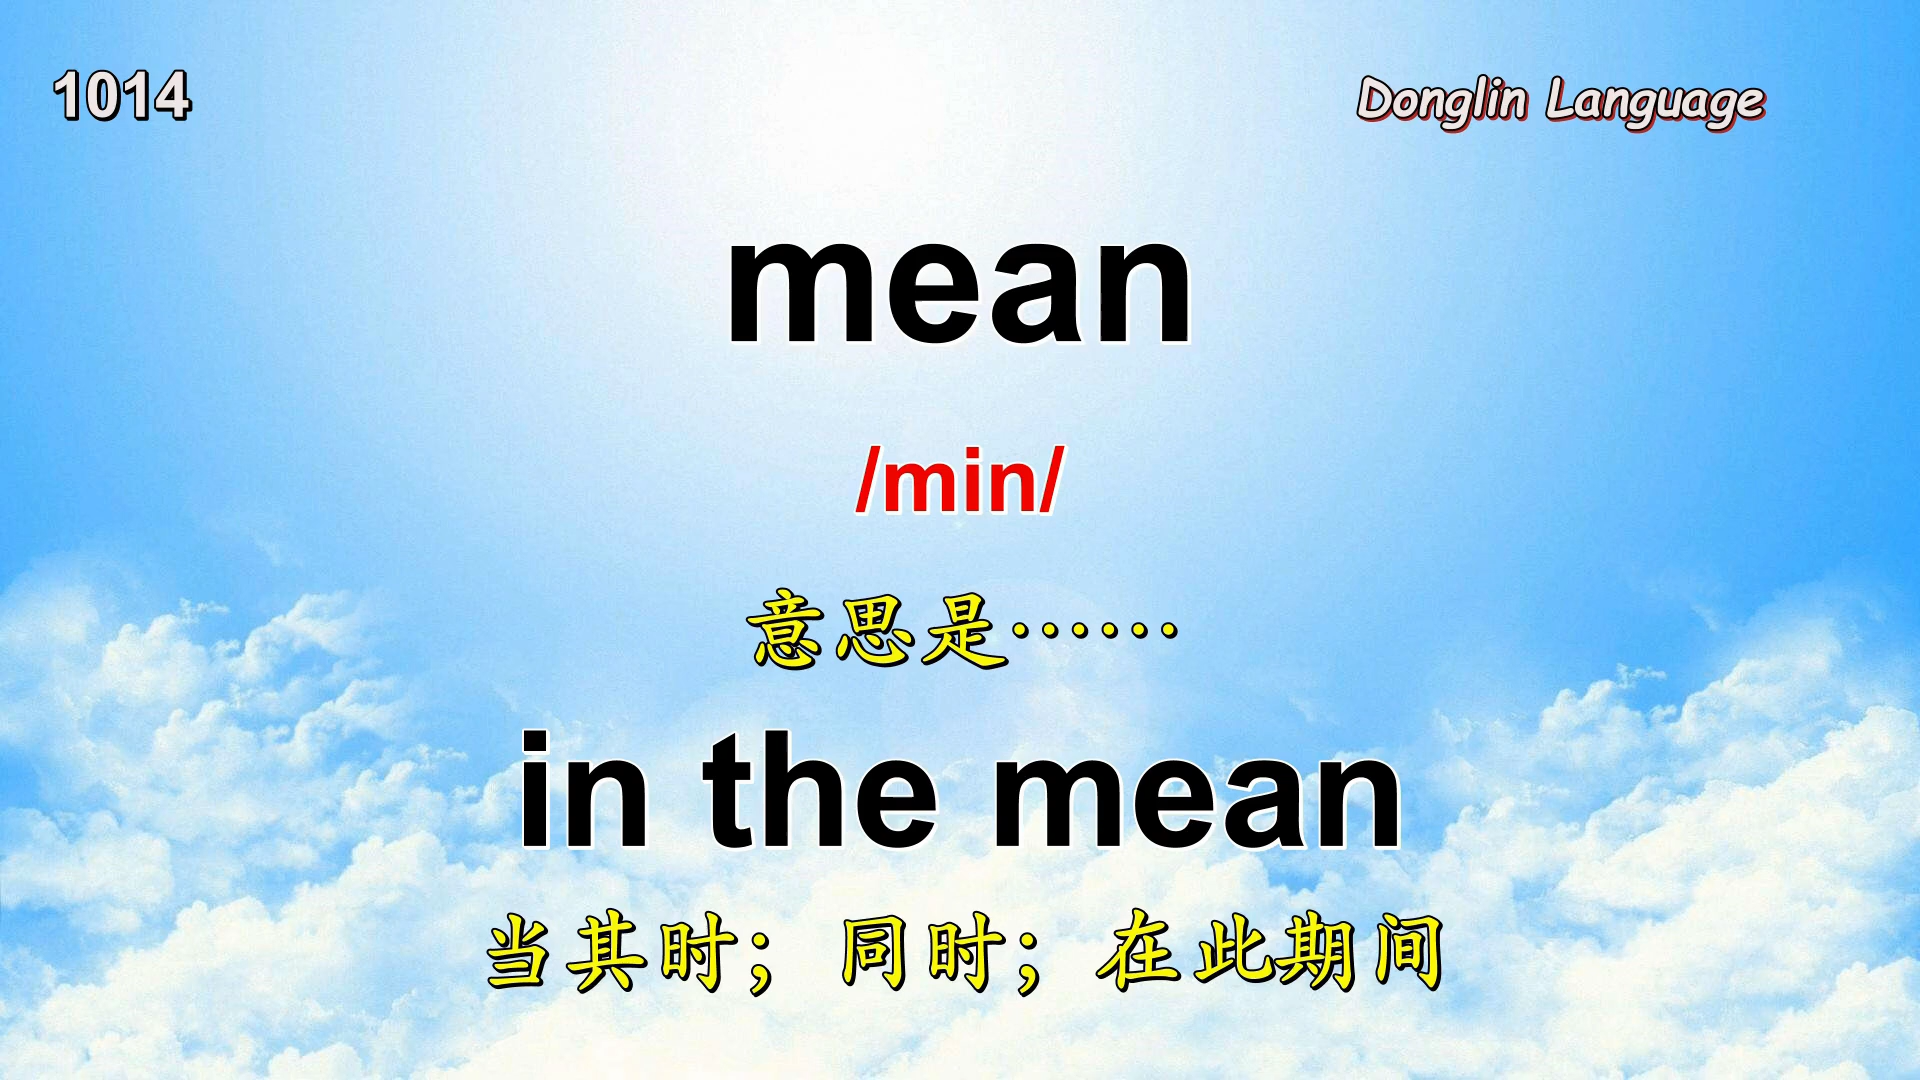 1014
Donglin Language
mean
/min/
意思是……
in the mean
当其时；同时；在此期间